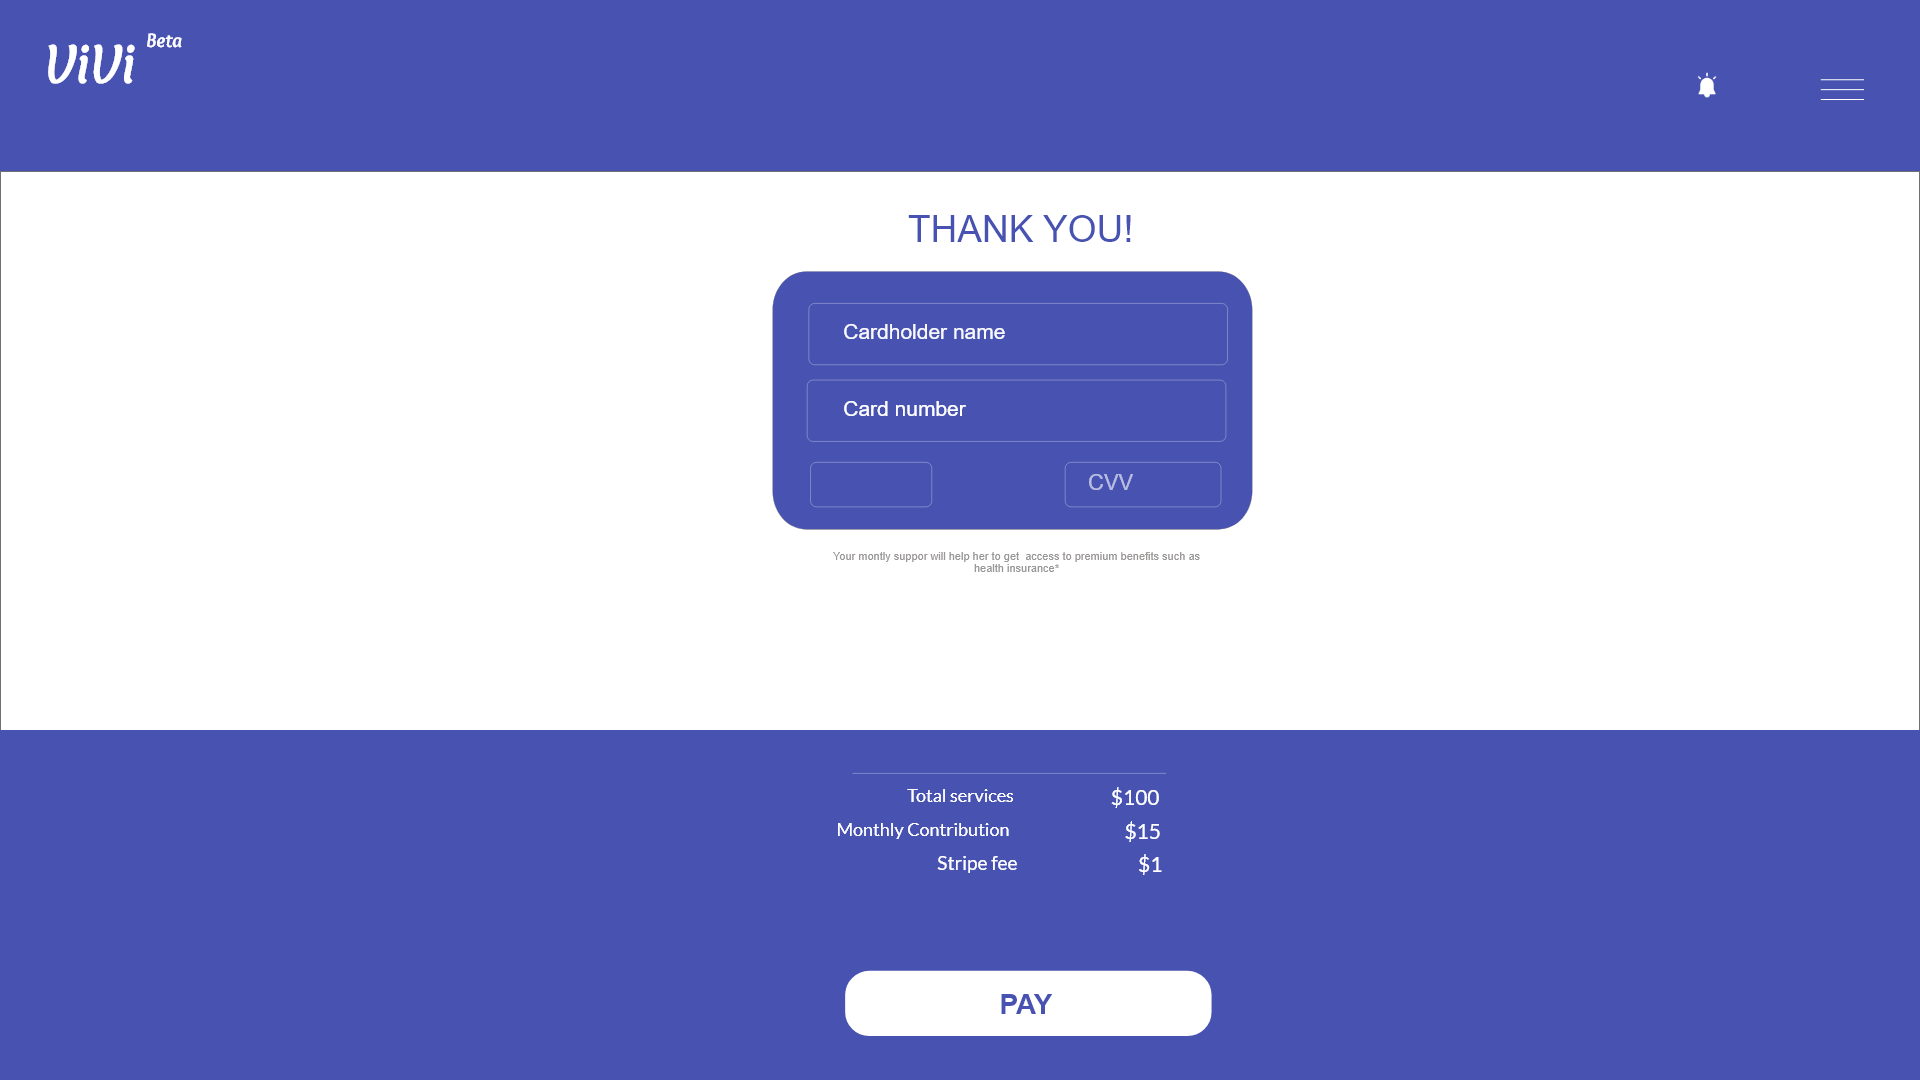 ViVi Beta
THANK YOU!
Cardholder name
Card number
CVV
Your montly suppor will help her to get  access to premium benefits such as
health insurance*
Total services $100
Monthly Contribution $15
Stripe fee $1
PAY